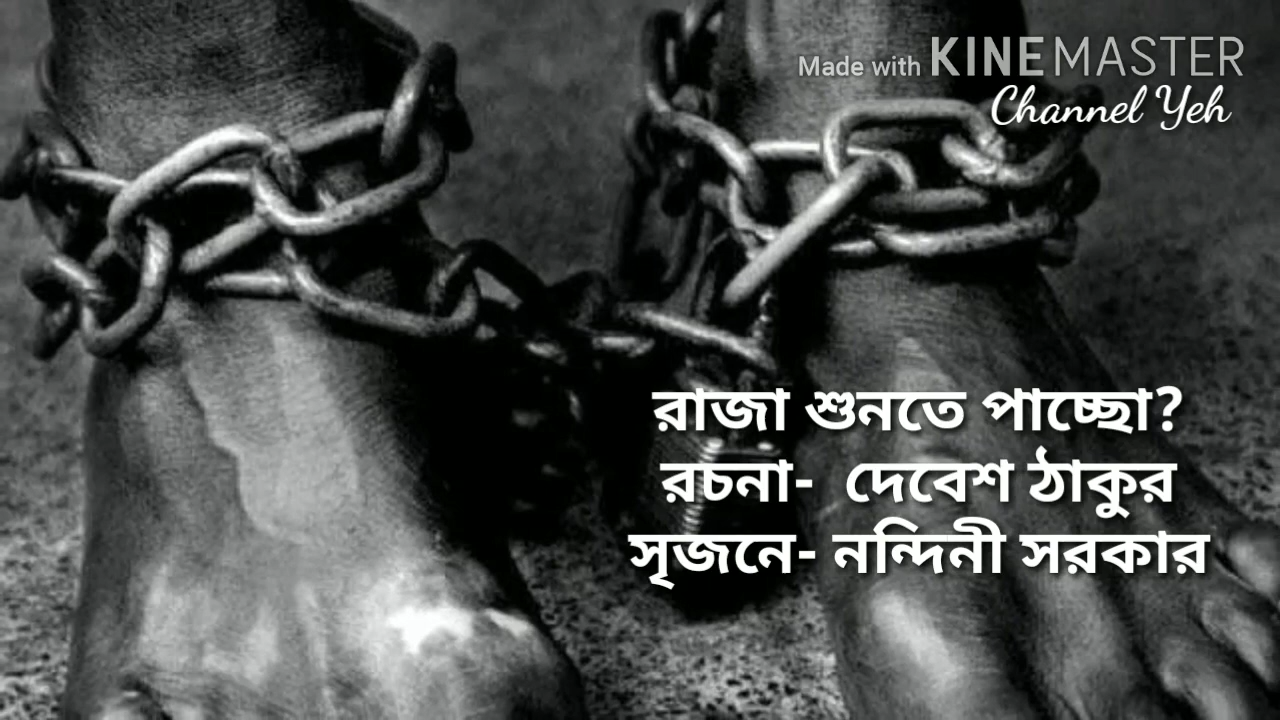 Made with KINEMASTER
Channel Yeh
রাজা শুনতে পাচ্ছো?
রচনা- দেবেশ ঠাকুর
সৃজনে- নন্দিনী সরকার